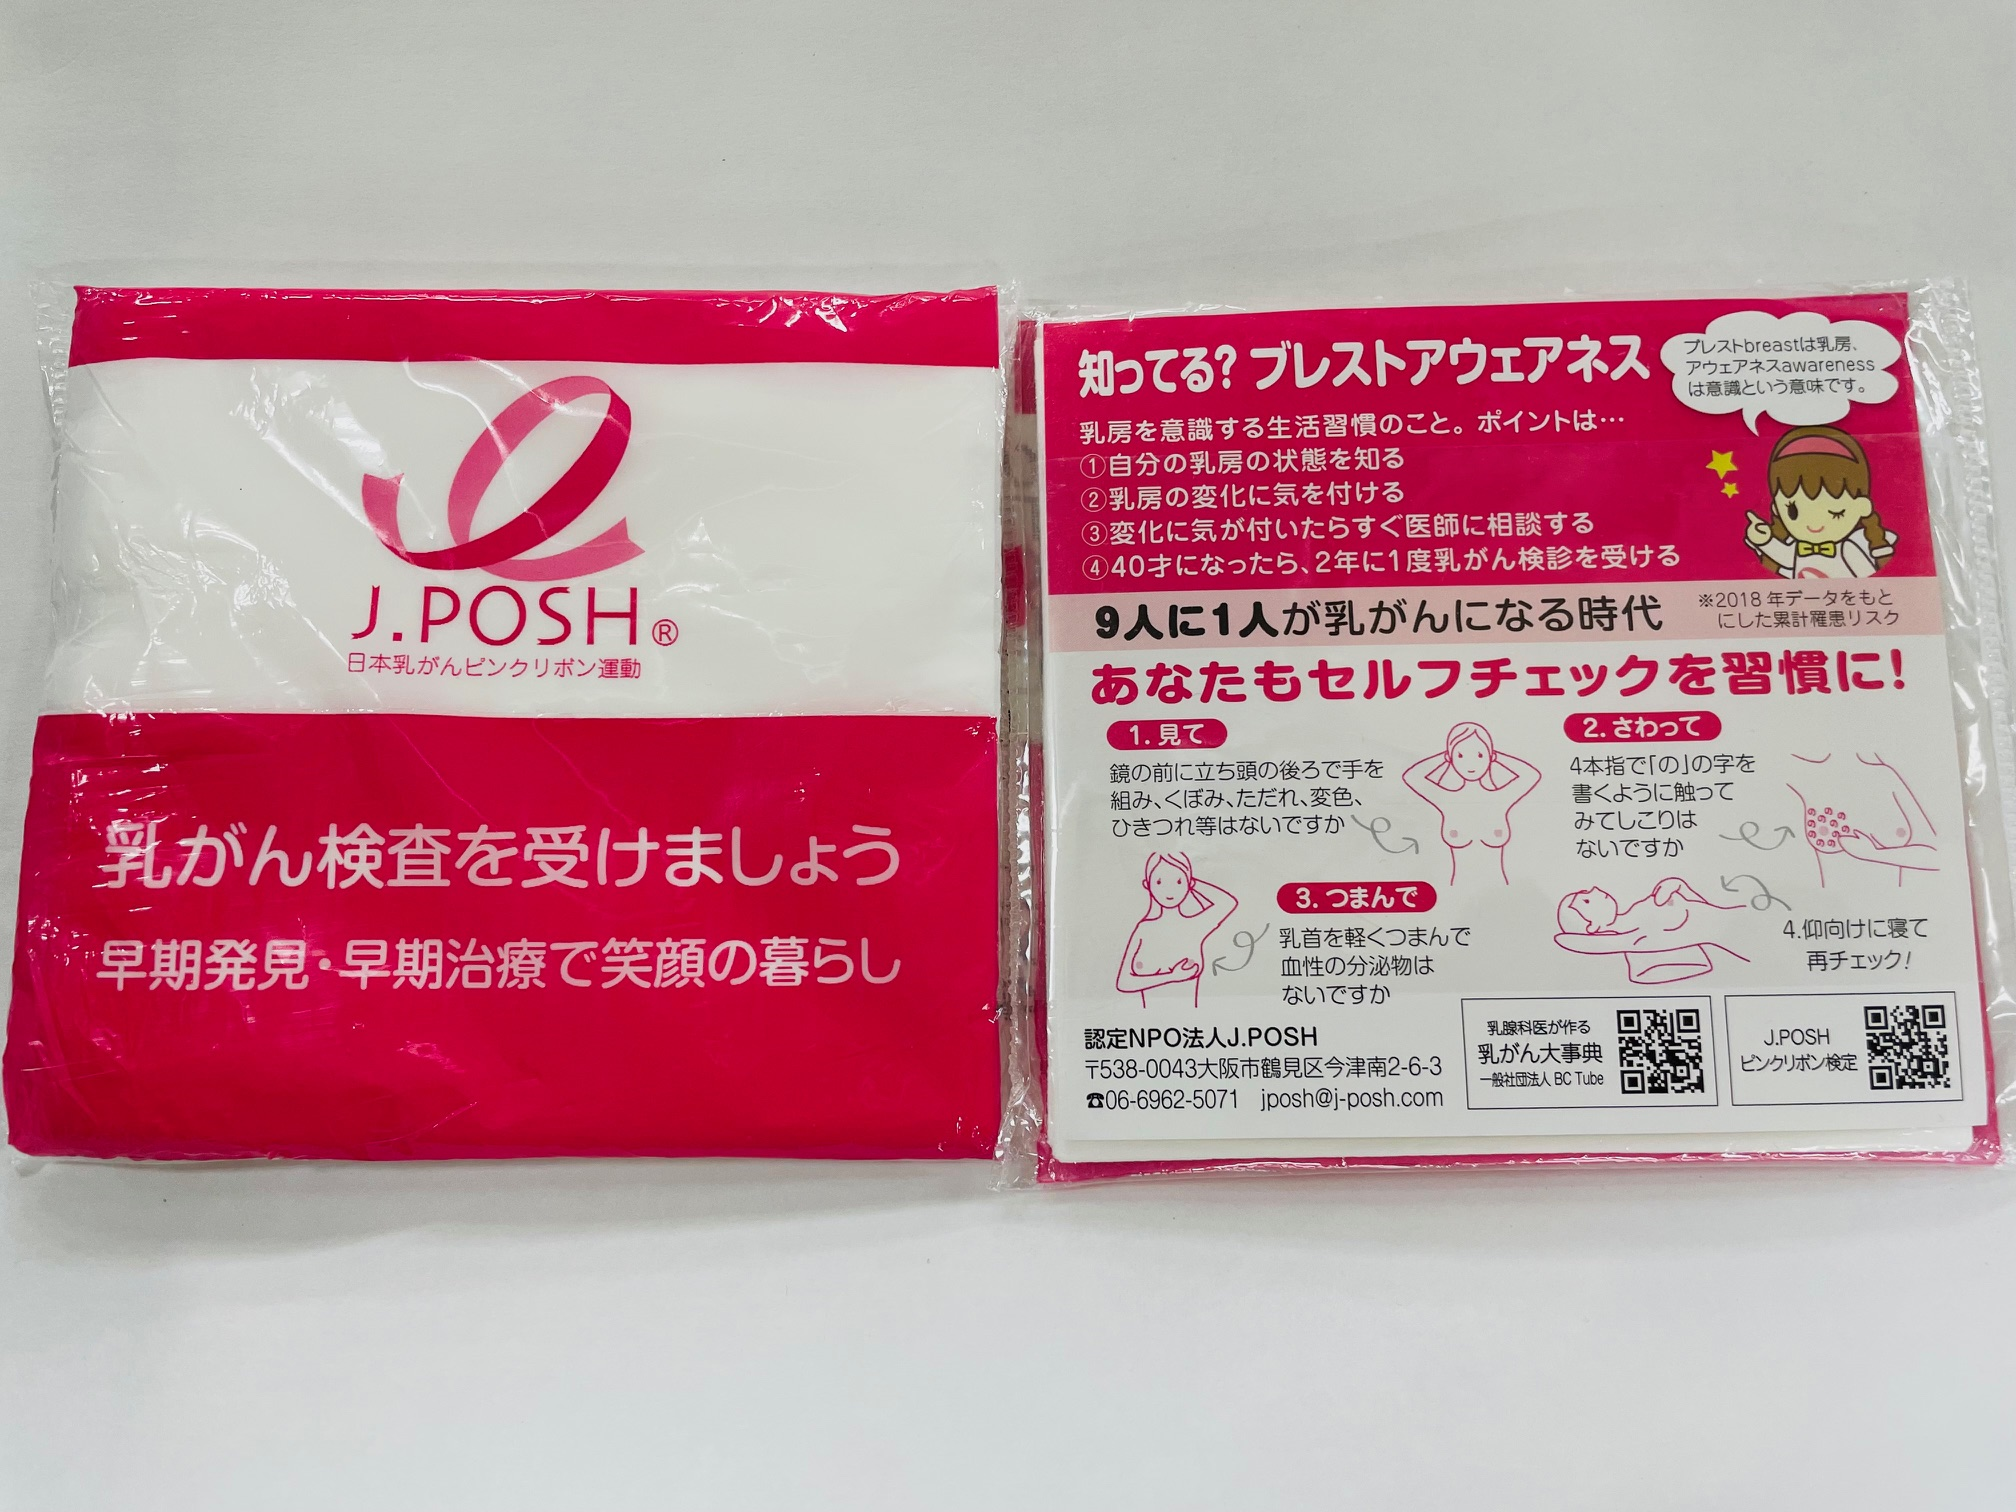 J.POSH®
日本乳がんピンクリボン運動
乳がん検査を受けましょう
早期発見・早期治療で笑顔の暮らし
知ってる? ブレストアウェアネス
ブレストbreastは乳房、
アウェアネスawareness
は意識という意味です。
乳房を意識する生活習慣のこと。ポイントは…
①自分の乳房の状態を知る
②乳房の変化に気を付ける
③変化に気が付いたらすぐ医師に相談する
④40才になったら、2年に1度乳がん検診を受ける
9人に1人が乳がんになる時代
※2018年データをもと
にした累計罹患リスク
あなたもセルフチェックを習慣に!
1. 見て
鏡の前に立ち頭の後ろで手を
組み、くぼみ、ただれ、変色、
ひきつれ等はないですか
2. さわって
4本指で「の」の字を
書くように触って
みてしこりは
ないですか
3. つまんで
乳首を軽くつまんで
血性の分泌物は
ないですか
4.仰向けに寝て
再チェック!
認定NPO法人J.POSH
〒538-0043大阪市鶴見区今津南2-6-3
☎06-6962-5071 jposh@j-posh.com
乳腺科医が作る
乳がん大事典
一般社団法人 BC Tube
J.POSH
ピンクリボン検定